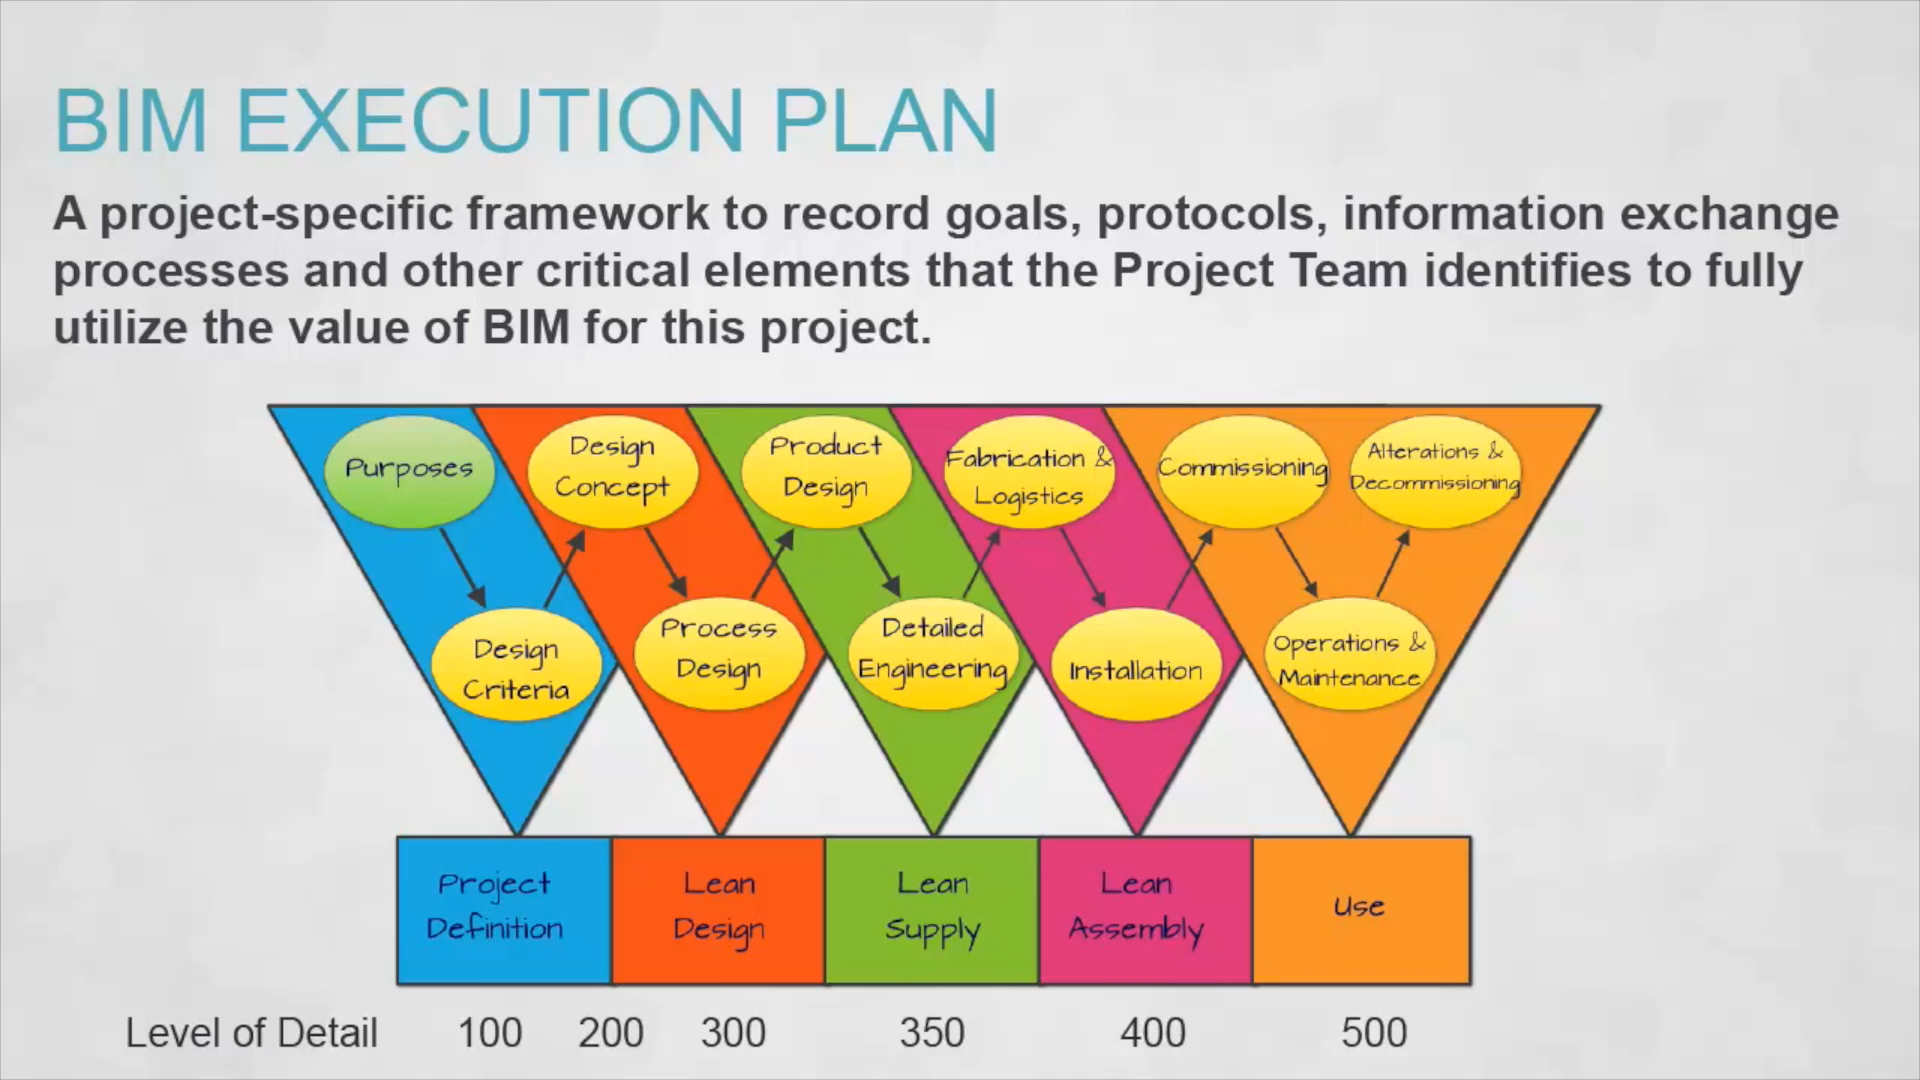 BIM EXECUTION PLAN
A project-specific framework to record goals, protocols, information exchange
processes and other critical elements that the Project Team identifies to fully
utilize the value of BIM for this project.
Purposes
Design
Concept
Product
Design
Fabrication &
Logistics
Commissioning
Alterations &
Decommissioning
Design
Criteria
Process
Design
Detailed
Engineering
Installation
Operations &
Maintenance
Project
Definition
Lean
Design
Lean
Supply
Lean
Assembly
Use
Level of Detail 100 200 300 350 400 500